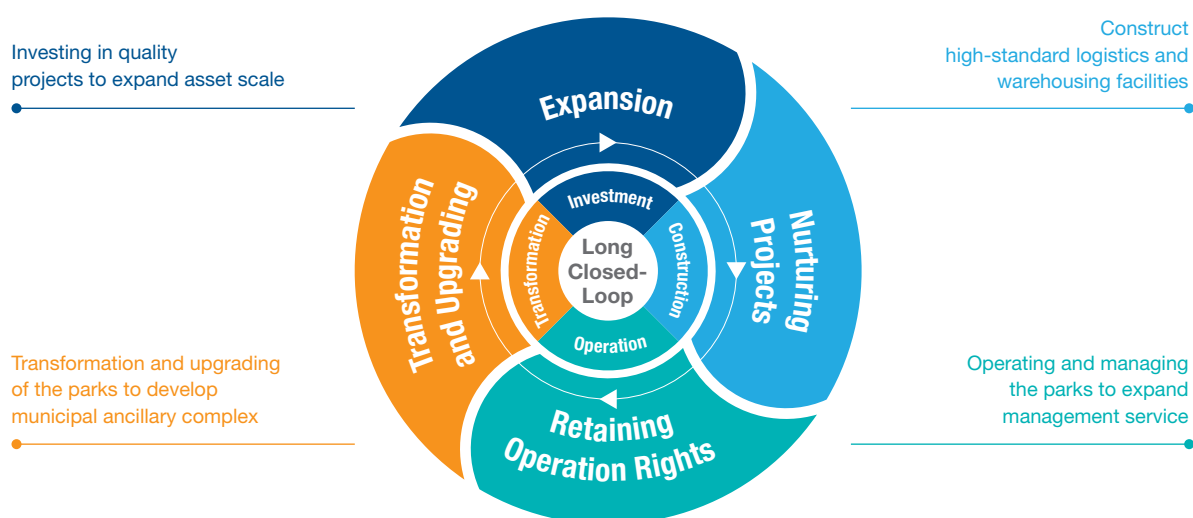 Investing in quality
projects to expand asset scale
Construct
high-standard logistics and
warehousing facilities
Expansion
Nurturing
Projects
Retaining
Operation Rights
Transformation
and Upgrading
Investment
Construction
Operation
Transformation
Long
Closed-
Loop
Transformation and upgrading
of the parks to develop
municipal ancillary complex
Operating and managing
the parks to expand
management service